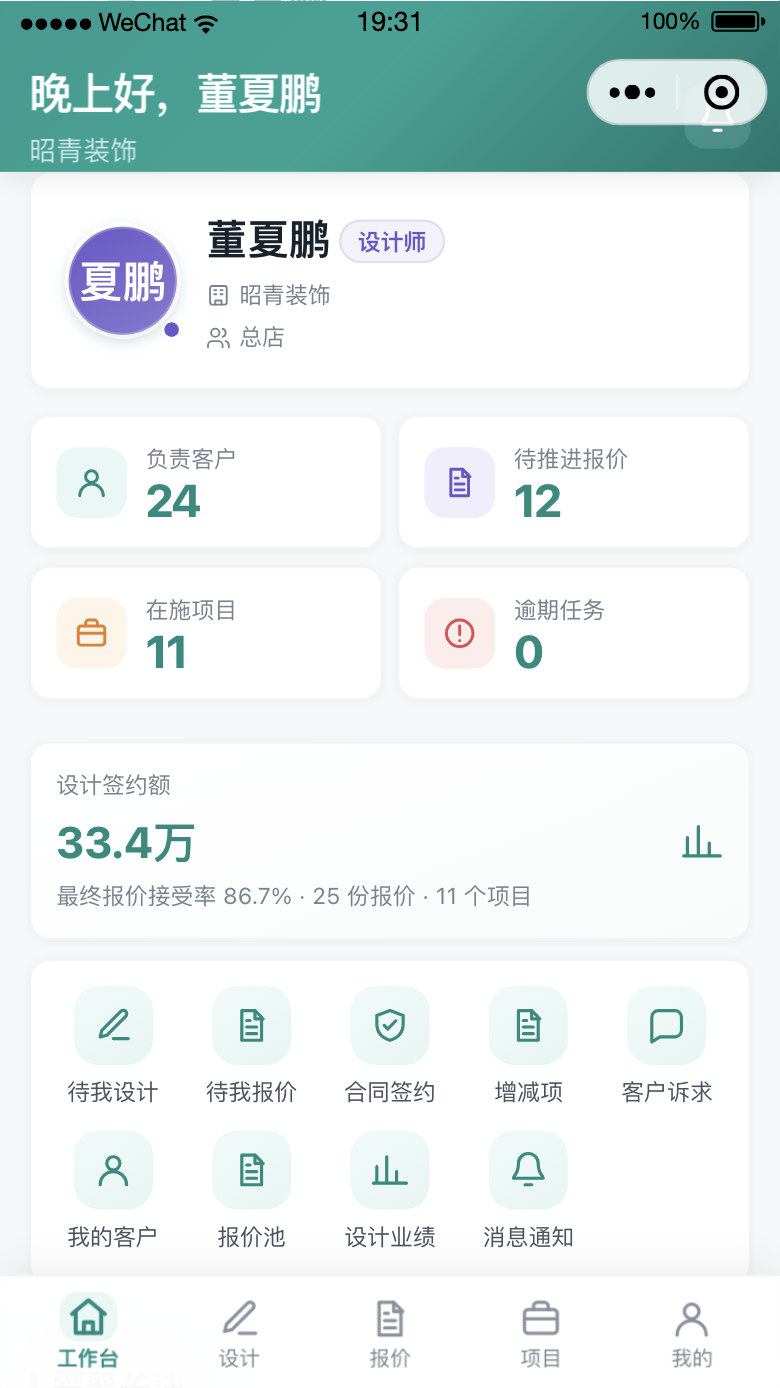 WeChat 19:31 100%
晚上好，董夏鹏
昭青装饰
夏鹏
董夏鹏 设计师
昭青装饰
总店
负责客户
24
待推进报价
12
在施项目
11
逾期任务
0
设计签约额
33.4万
最终报价接受率 86.7% · 25 份报价 · 11 个项目
待我设计 待我报价 合同签约 增减项 客户诉求
我的客户 报价池 设计业绩 消息通知
工作台 设计 报价 项目 我的